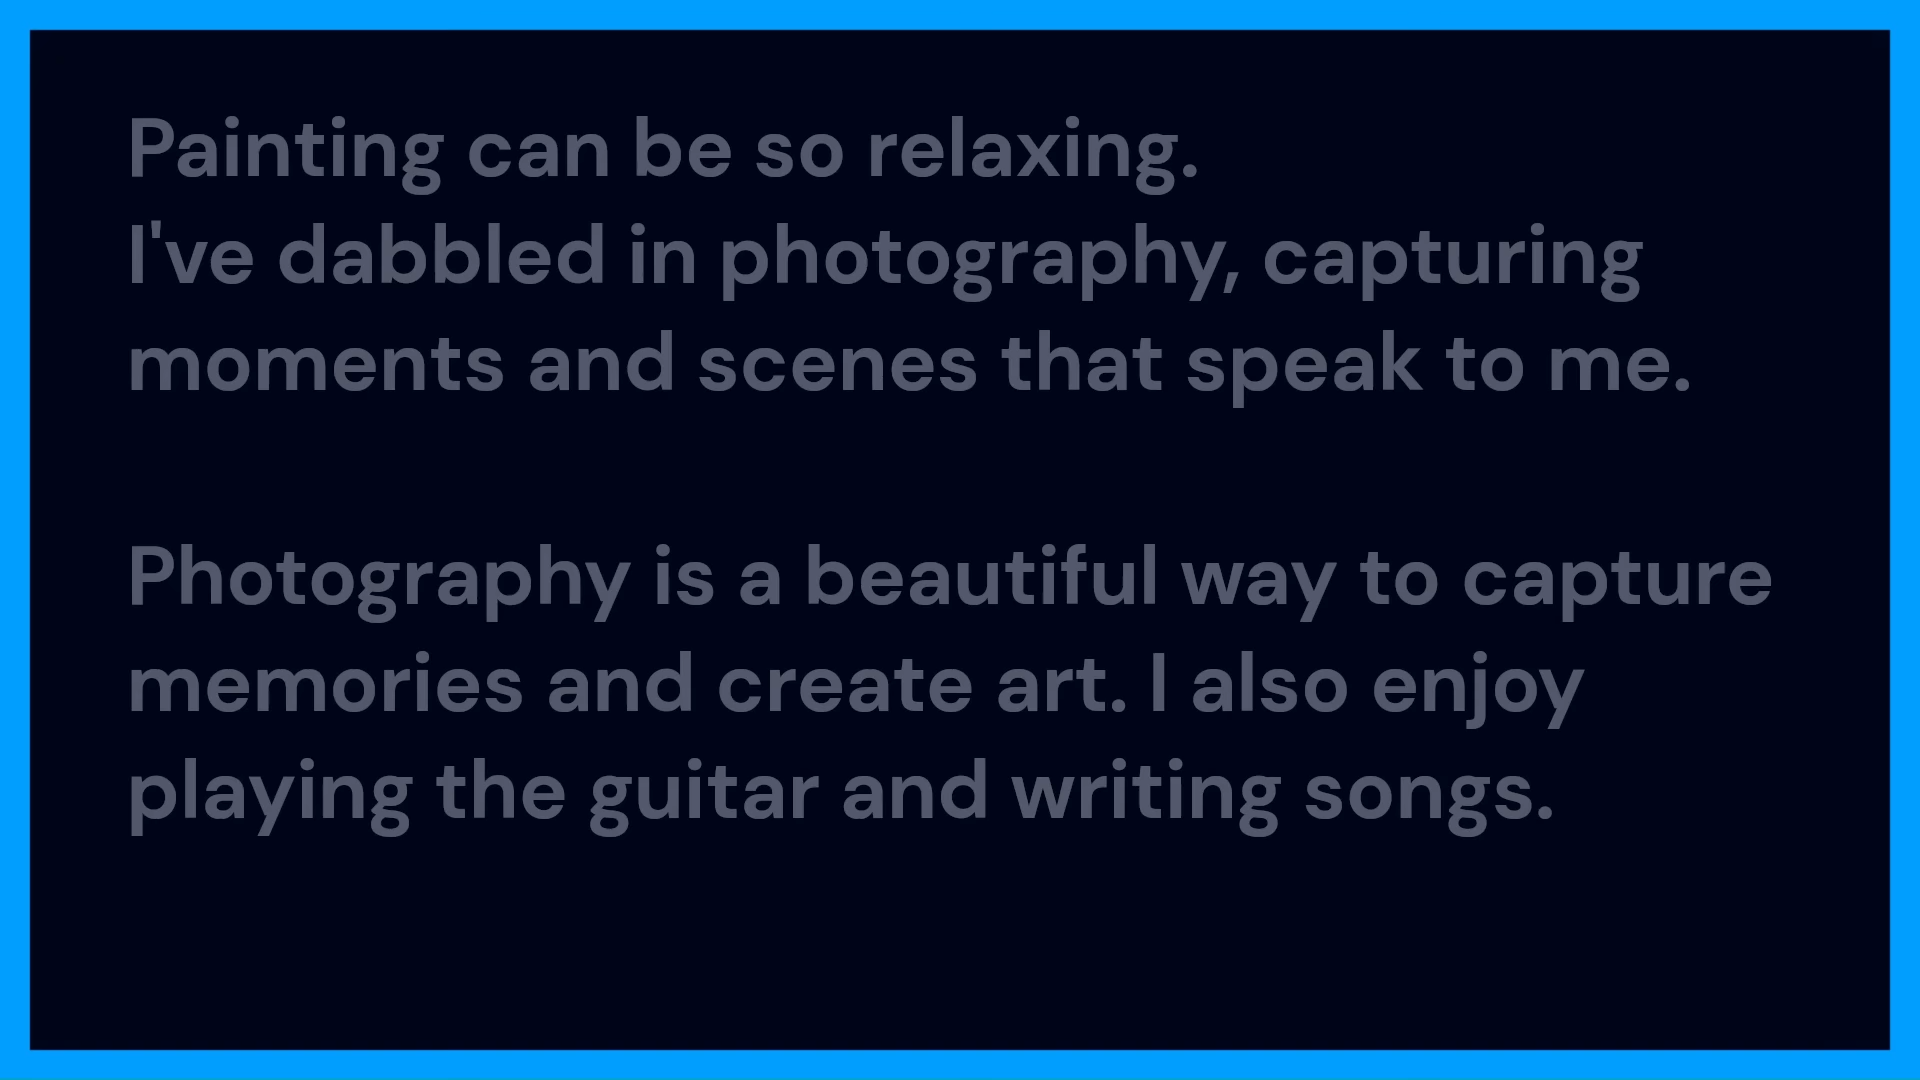 Painting can be so relaxing.
I've dabbled in photography, capturing
moments and scenes that speak to me.
Photography is a beautiful way to capture
memories and create art. I also enjoy
playing the guitar and writing songs.